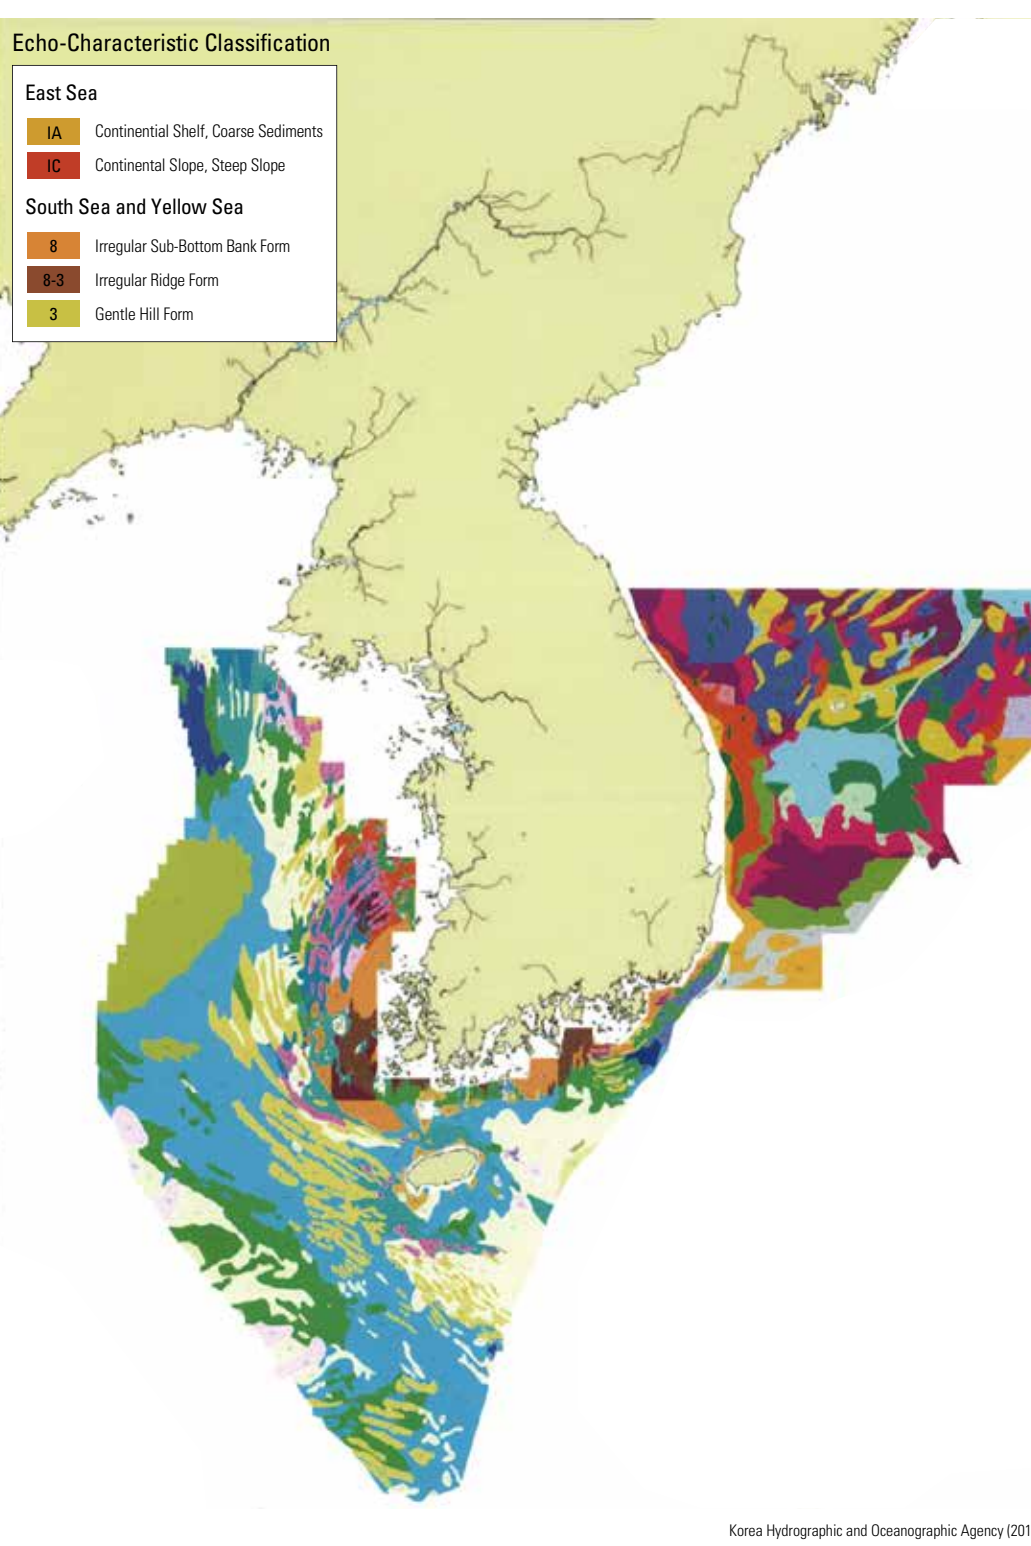 Echo-Characteristic Classification
East Sea
IA Continential Shelf, Coarse Sediments
IC Continental Slope, Steep Slope
South Sea and Yellow Sea
8 Irregular Sub-Bottom Bank Form
8-3 Irregular Ridge Form
3 Gentle Hill Form
Korea Hydrographic and Oceanographic Agency (201